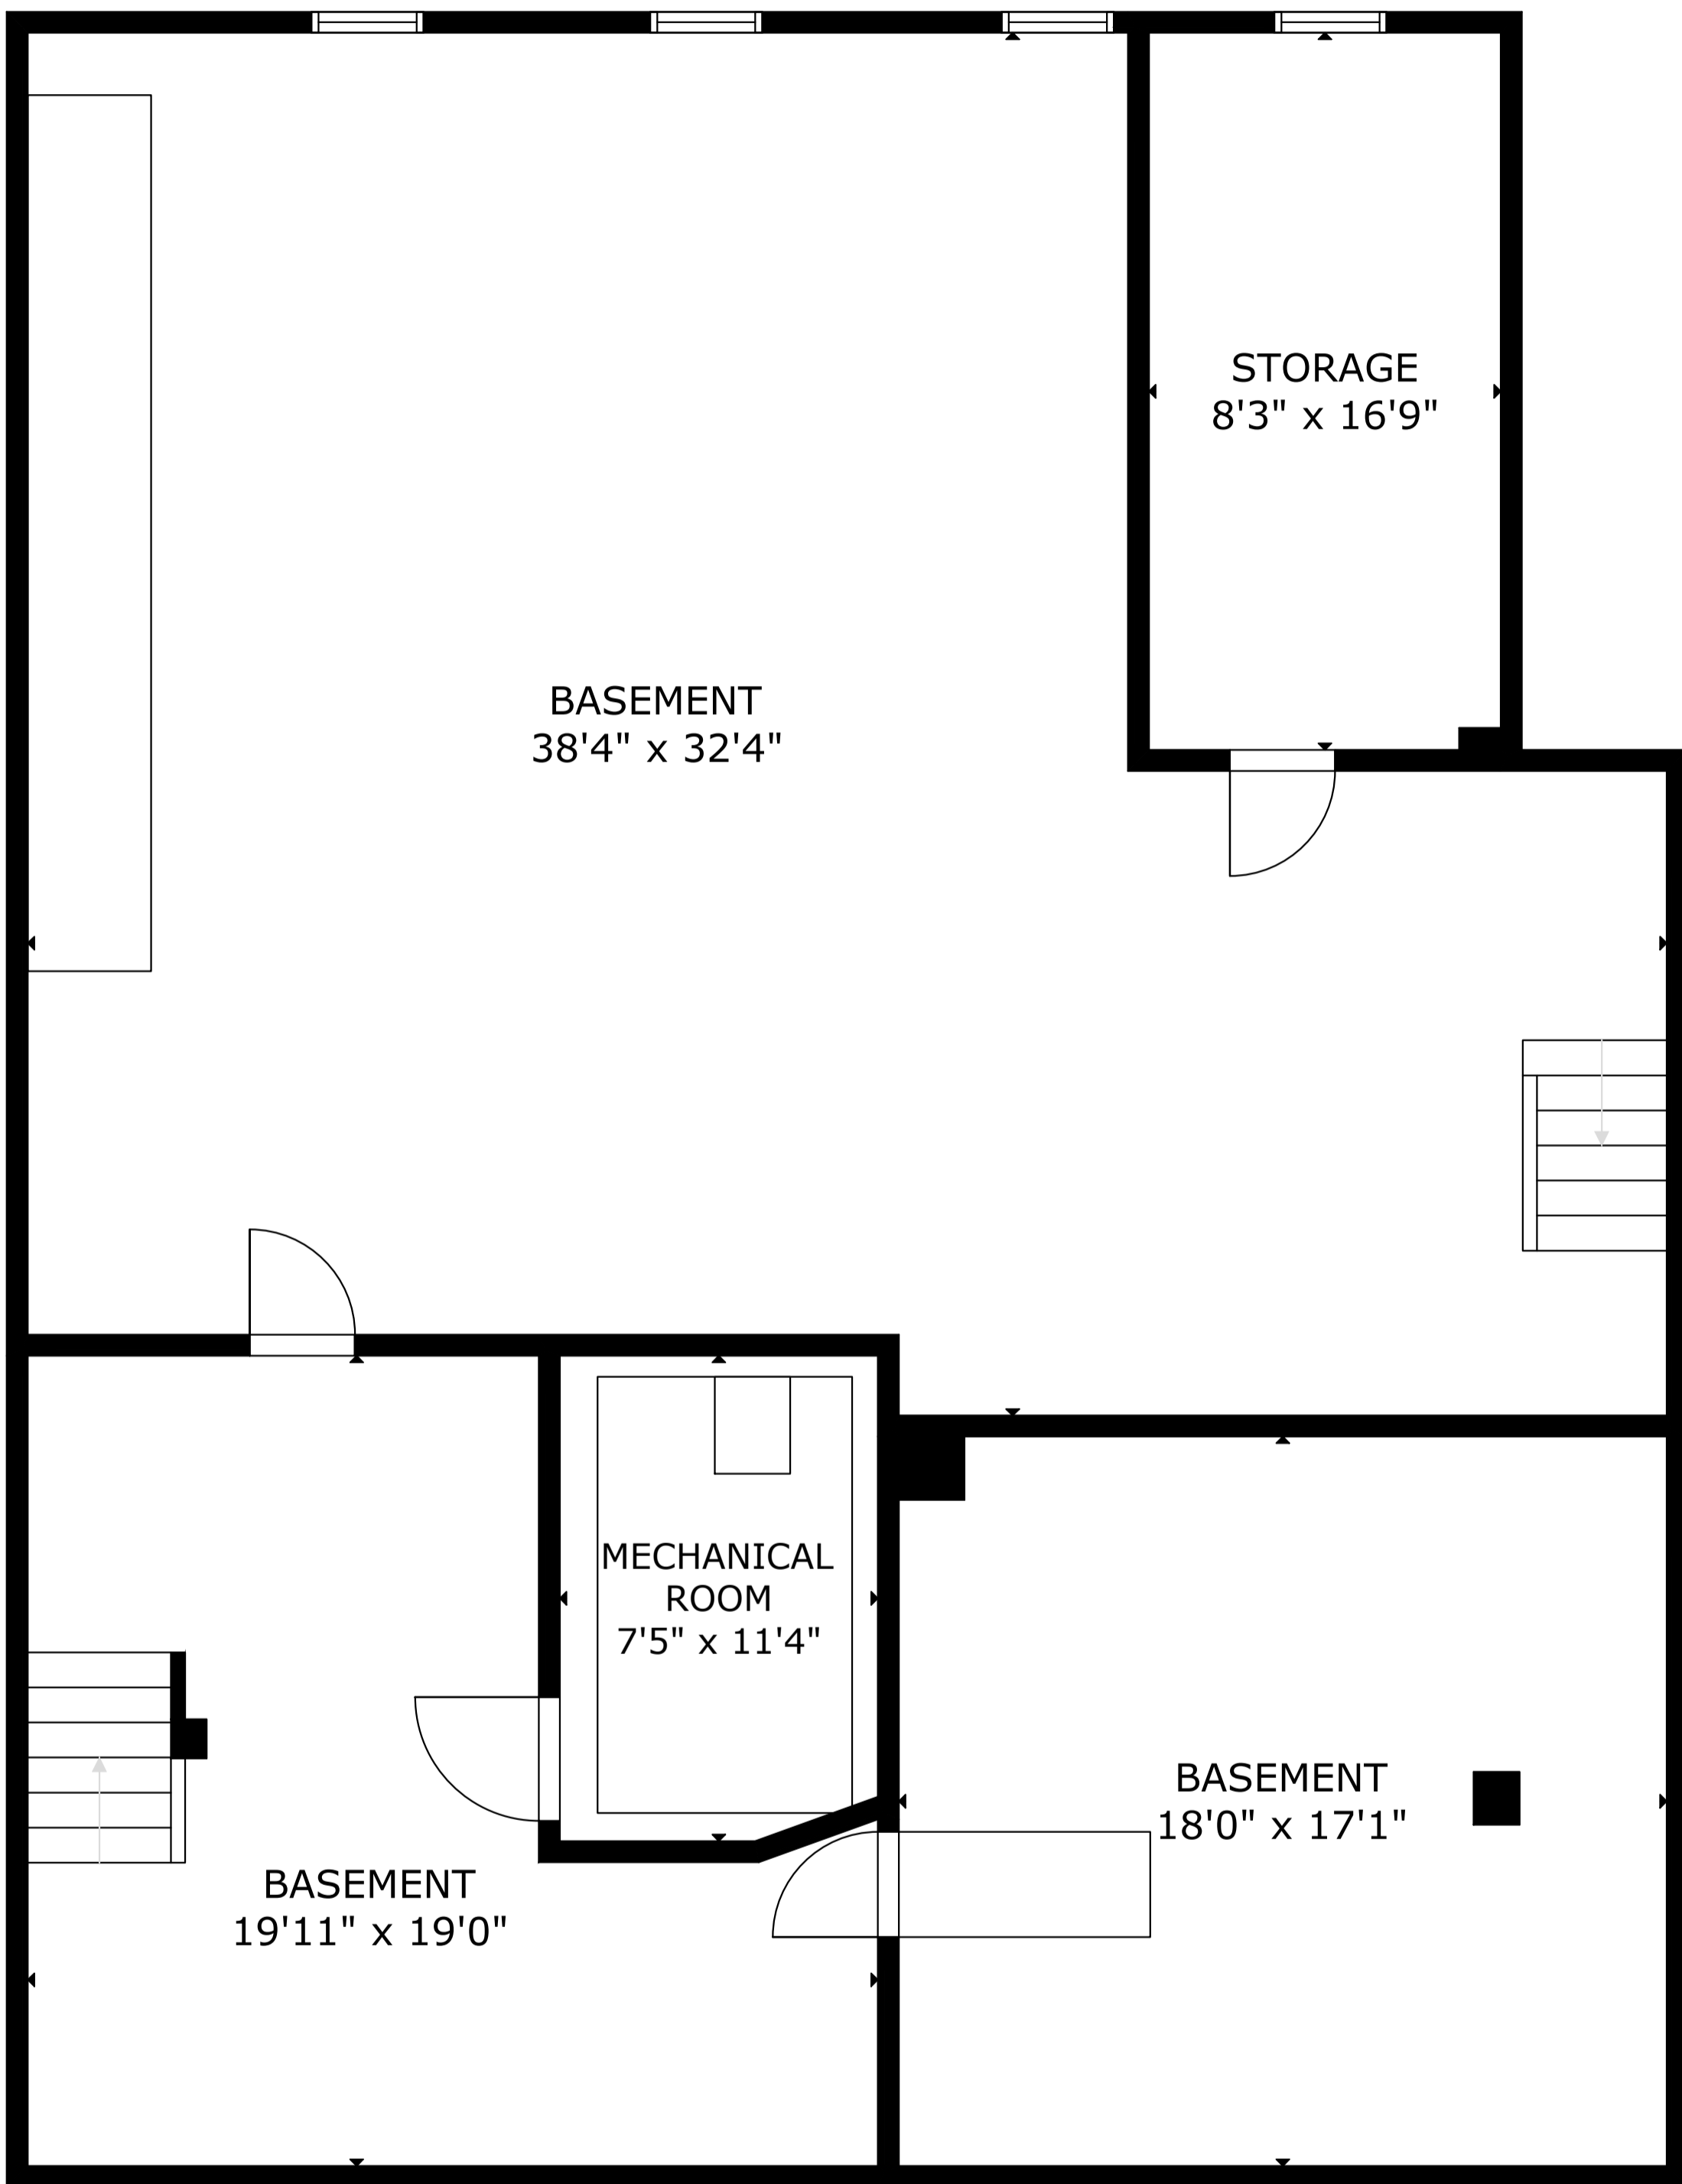 STORAGE
8'3" x 16'9"
BASEMENT
38'4" x 32'4"
MECHANICAL
ROOM
7'5" x 11'4"
BASEMENT
18'0" x 17'1"
BASEMENT
19'11" x 19'0"